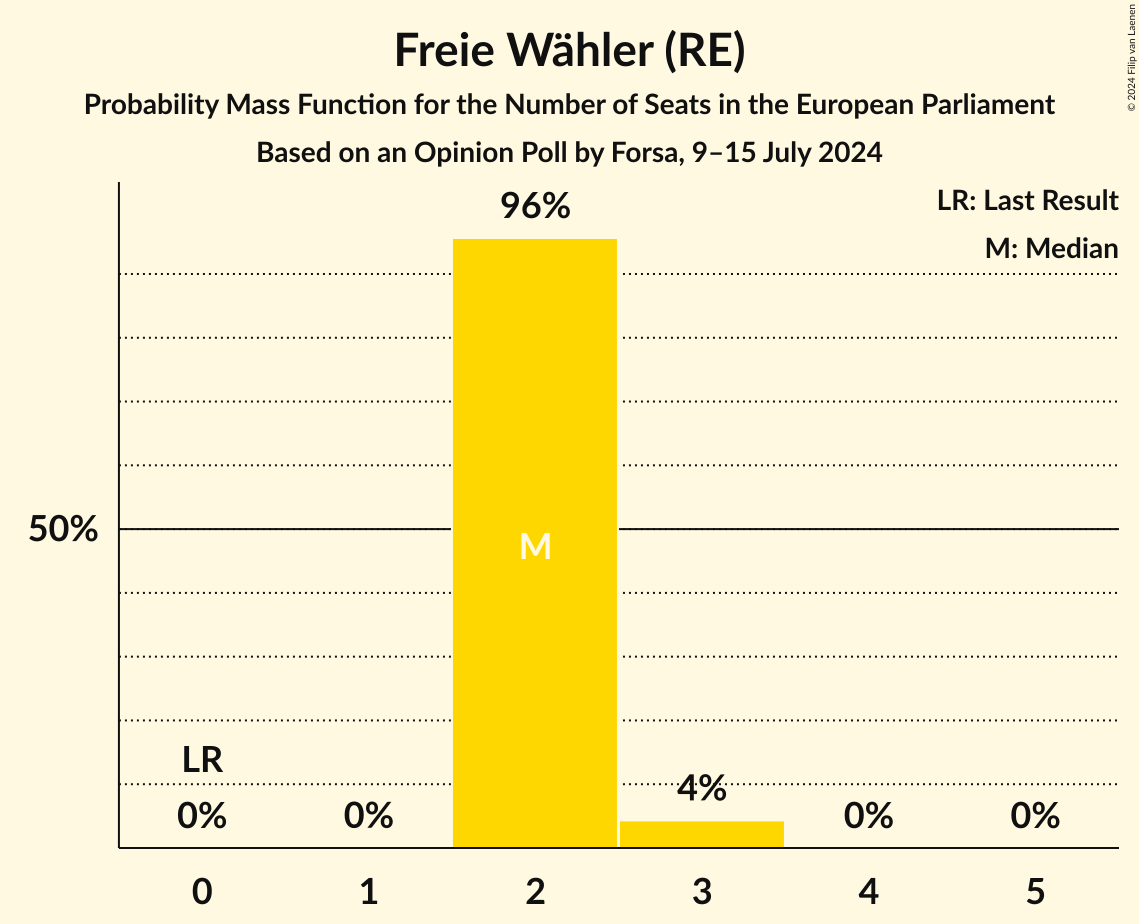 Freie Wähler (RE)
Probability Mass Function for the Number of Seats in the European Parliament
Based on an Opinion Poll by Forsa, 9–15 July 2024
© 2024 Filip van Laenen
LR: Last Result
M: Median
96%
50%
M
LR
0%
0%
4%
0%
0%
0
1
2
3
4
5